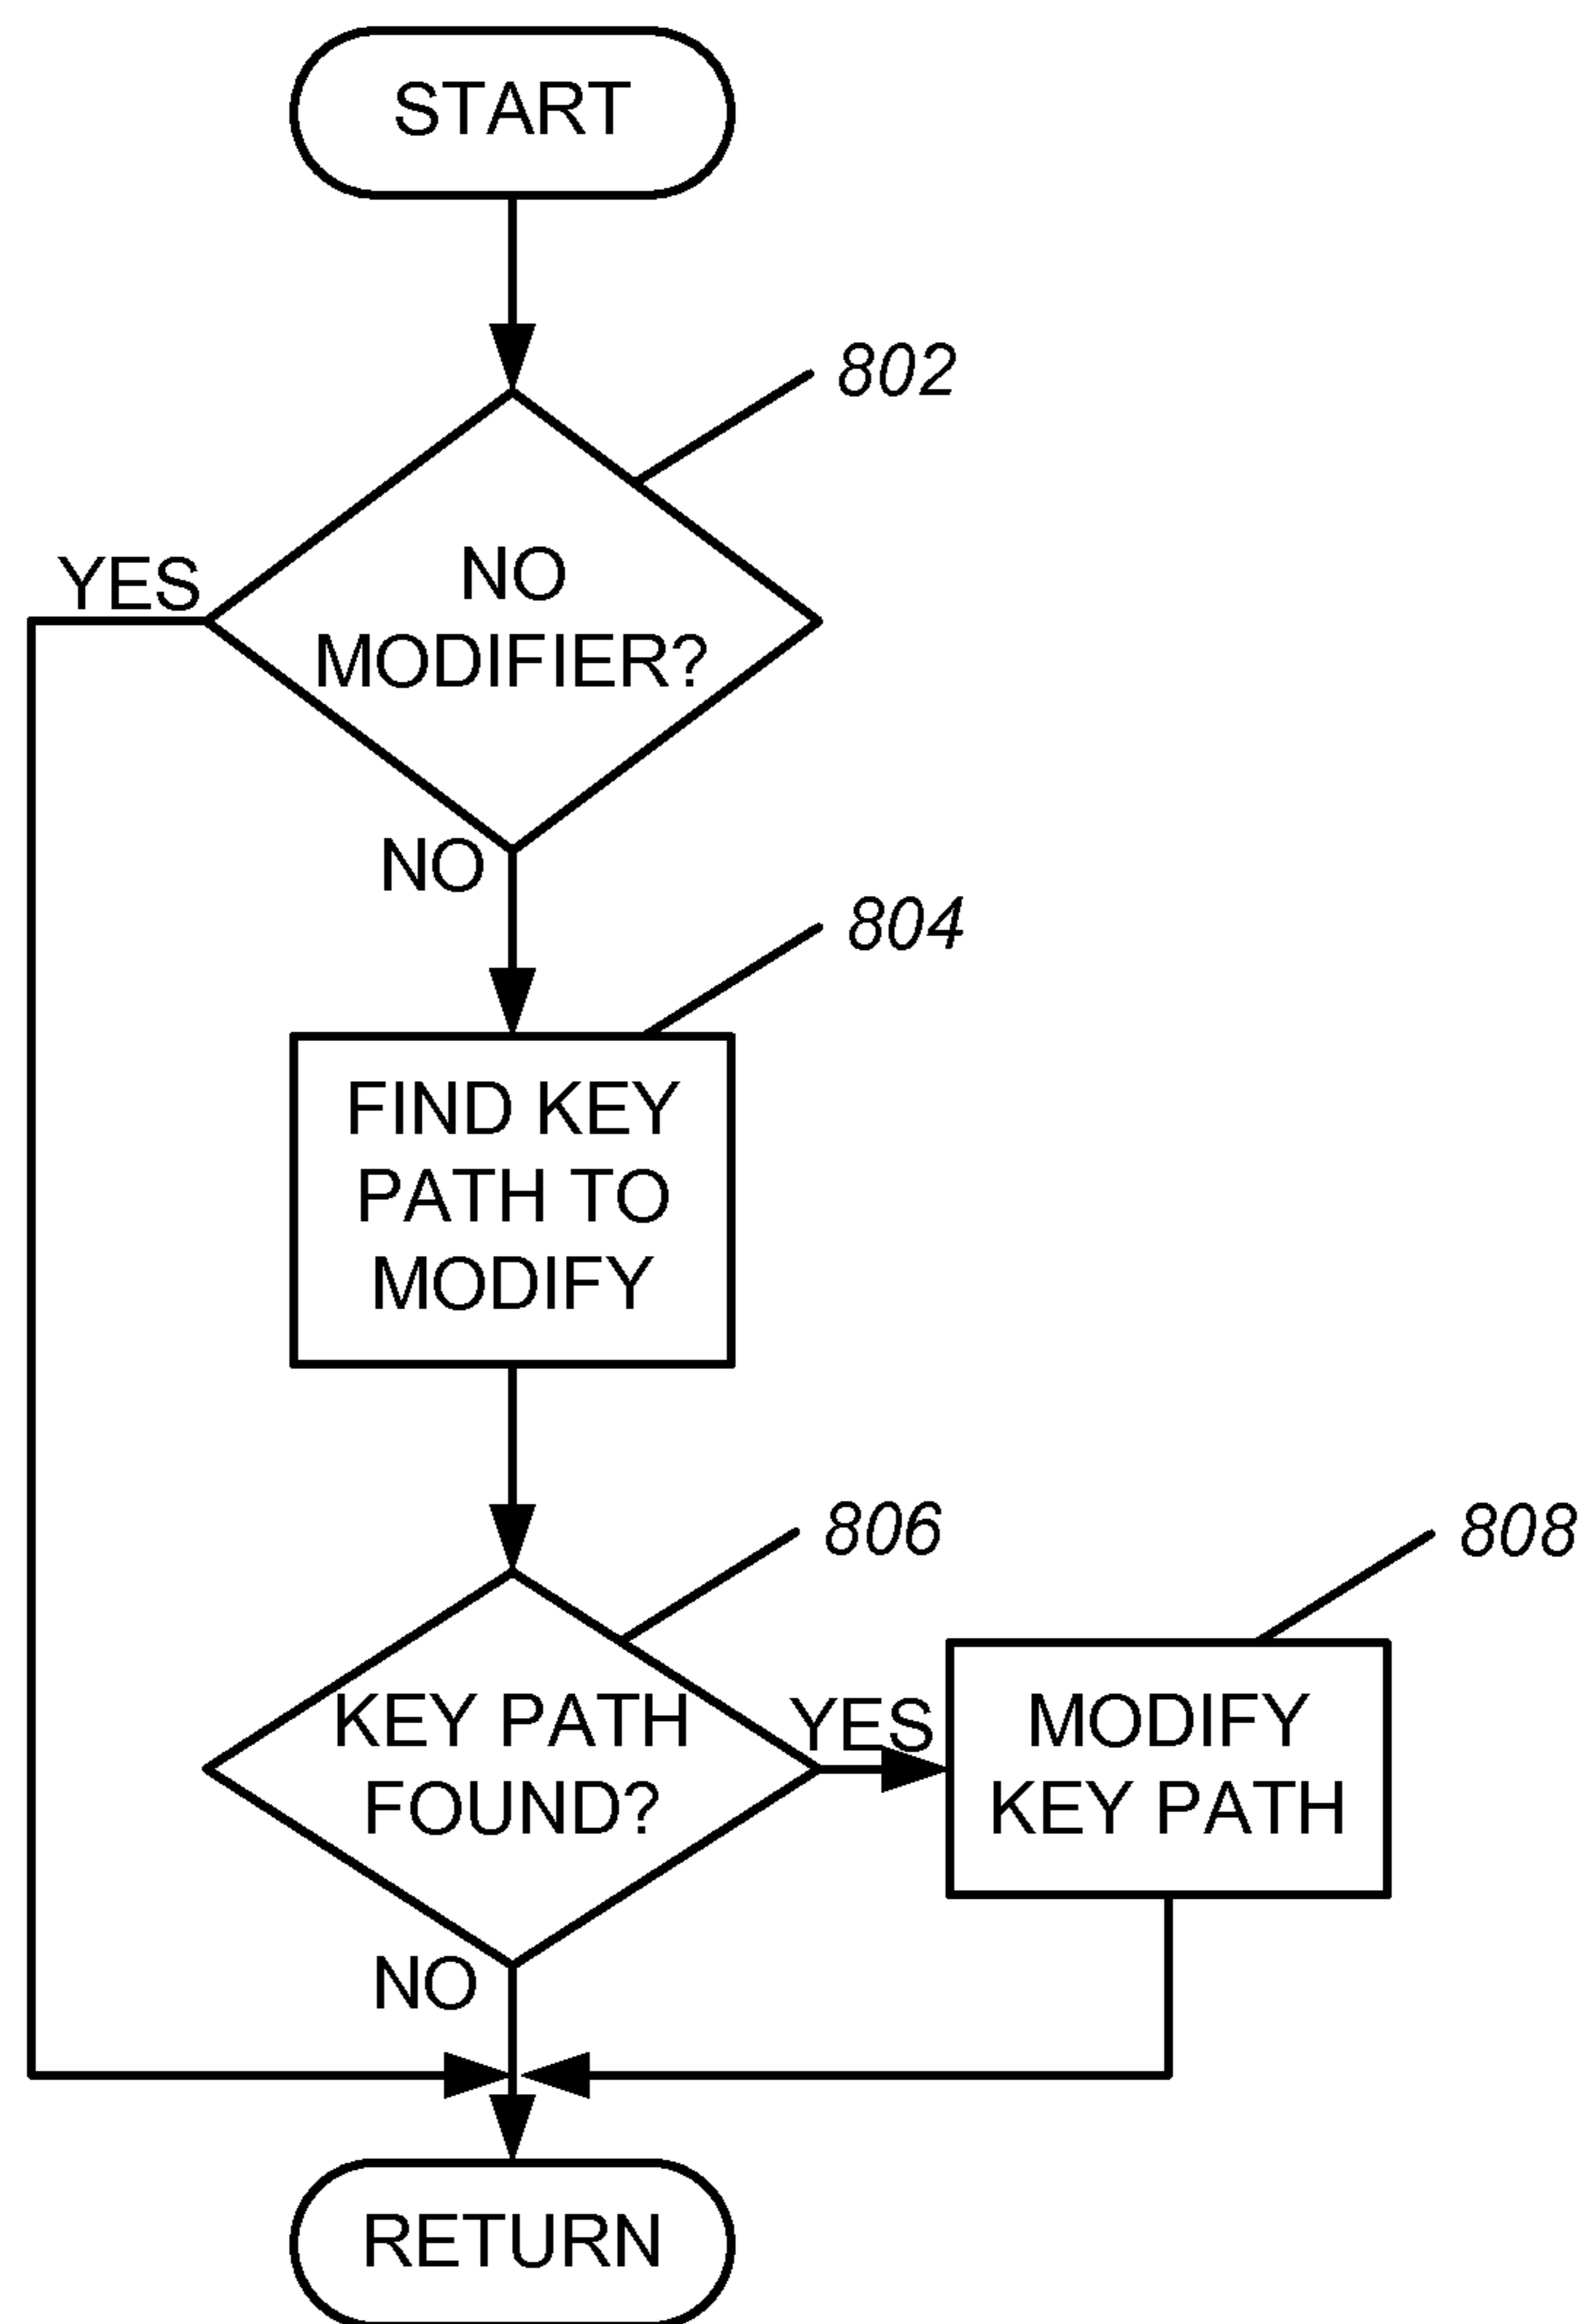 START
802
NO
MODIFIER?
YES
NO
804
FIND KEY
PATH TO
MODIFY
806
808
KEY PATH
FOUND?
YES
MODIFY
KEY PATH
NO
RETURN